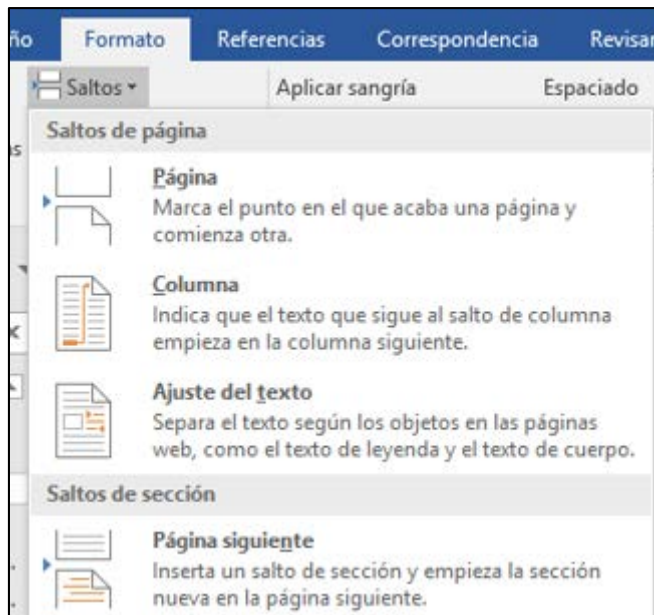 ño Formato Referencias Correspondencia Revisar
Saltos Aplicar sangría Espaciado
Saltos de página
as
Página
Marca el punto en el que acaba una página y
comienza otra.
Columna
Indica que el texto que sigue al salto de columna
empieza en la columna siguiente.
Ajuste del texto
Separa el texto según los objetos en las páginas
web, como el texto de leyenda y el texto de cuerpo.
Saltos de sección
Página siguiente
Inserta un salto de sección y empieza la sección
nueva en la página siguiente.